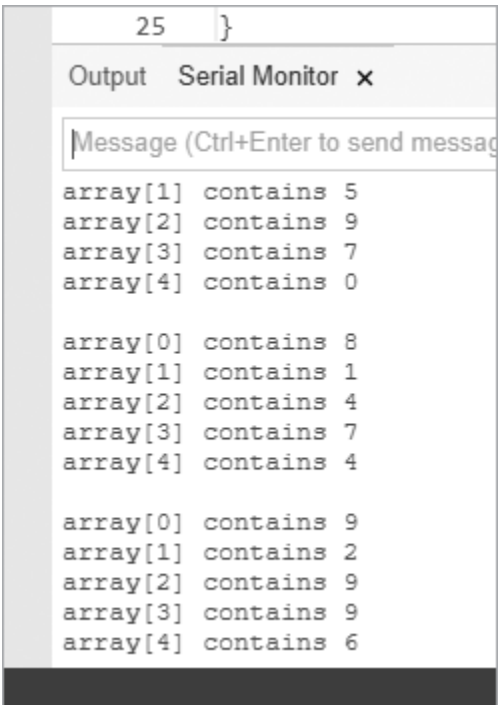 25 }
Output Serial Monitor ×
Message (Ctrl+Enter to send
array[1] contains 5
array[2] contains 9
array[3] contains 7
array[4] contains 0
array[0] contains 8
array[1] contains 1
array[2] contains 4
array[3] contains 7
array[4] contains 4
array[0] contains 9
array[1] contains 2
array[2] contains 9
array[3] contains 9
array[4] contains 6